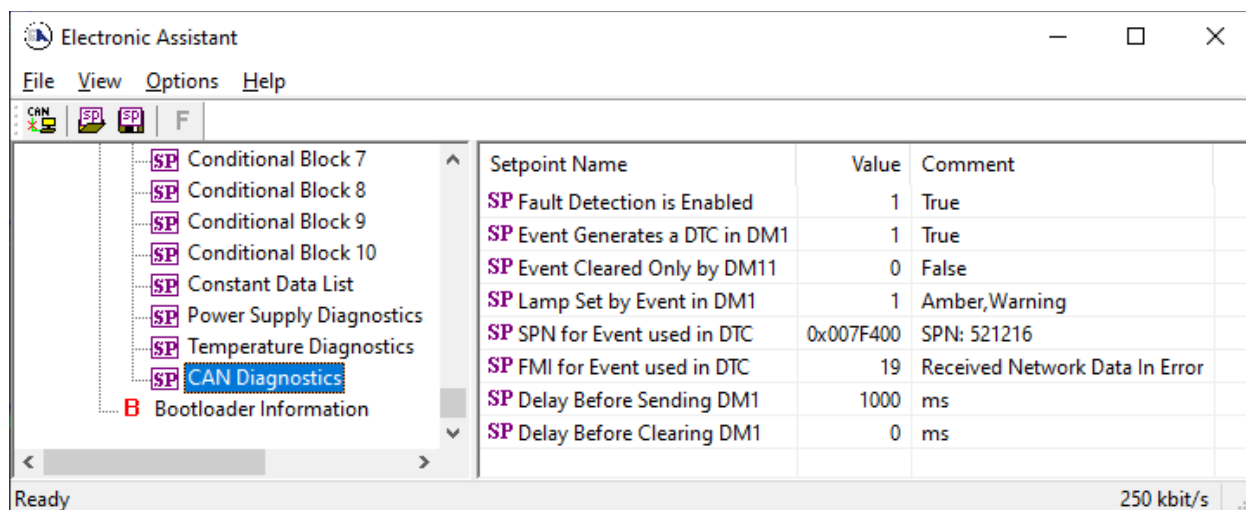 Electronic Assistant
File View Options Help
CAN SP SP F
SP Conditional Block 7
SP Conditional Block 8
SP Conditional Block 9
SP Conditional Block 10
SP Constant Data List
SP Power Supply Diagnostics
SP Temperature Diagnostics
SP CAN Diagnostics
B Bootloader Information
Setpoint Name Value Comment
SP Fault Detection is Enabled 1 True
SP Event Generates a DTC in DM1 1 True
SP Event Cleared Only by DM11 0 False
SP Lamp Set by Event in DM1 1 Amber,Warning
SP SPN for Event used in DTC 0x007F400 SPN: 521216
SP FMI for Event used in DTC 19 Received Network Data In Error
SP Delay Before Sending DM1 1000 ms
SP Delay Before Clearing DM1 0 ms
Ready 250 kbit/s